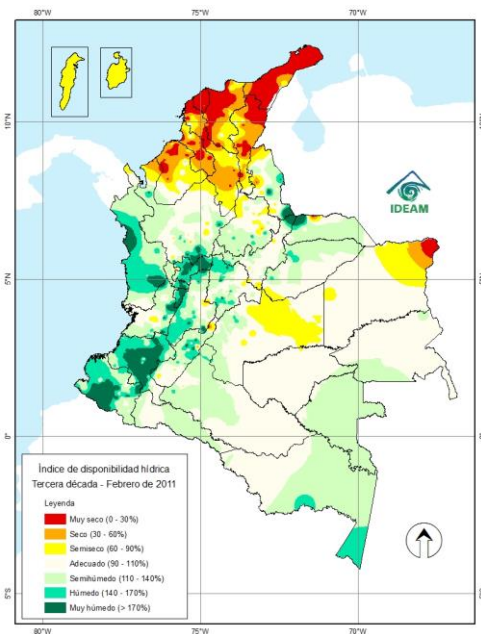 80°W 75°W 70°W
10°N
IDEAM
5°N
0°
5°S
Índice de disponibilidad hídrica
Tercera década - Febrero de 2011
Leyenda
Muy seco (0 - 30%)
Seco (30 - 60%)
Semiseco (60 - 90%)
Adecuado (90 - 110%)
Semihúmedo (110 - 140%)
Húmedo (140 - 170%)
Muy húmedo (> 170%)
80°W 75°W 70°W